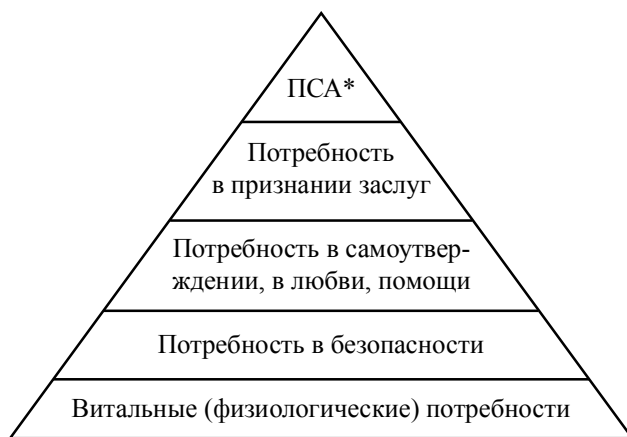 ПСА*
Потребность
в признании заслуг
Потребность в самоутвер-
ждении, в любви, помощи
Потребность в безопасности
Витальные (физиологические) потребности